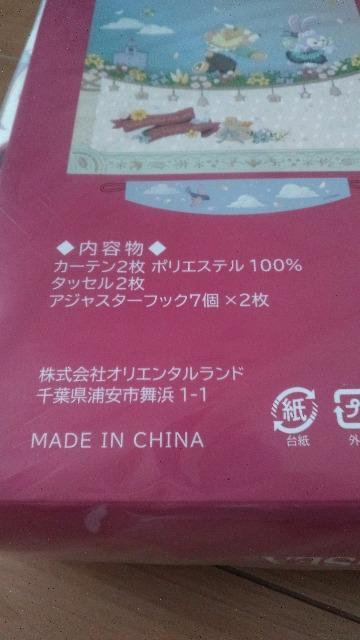 ◆内容物◆
カーテン2枚 ポリエステル 100%
タッセル2枚
アジャスターフック7個 ×2枚
株式会社オリエンタルランド
千葉県浦安市舞浜 1-1
紙
台紙
プ
外
MADE IN CHINA